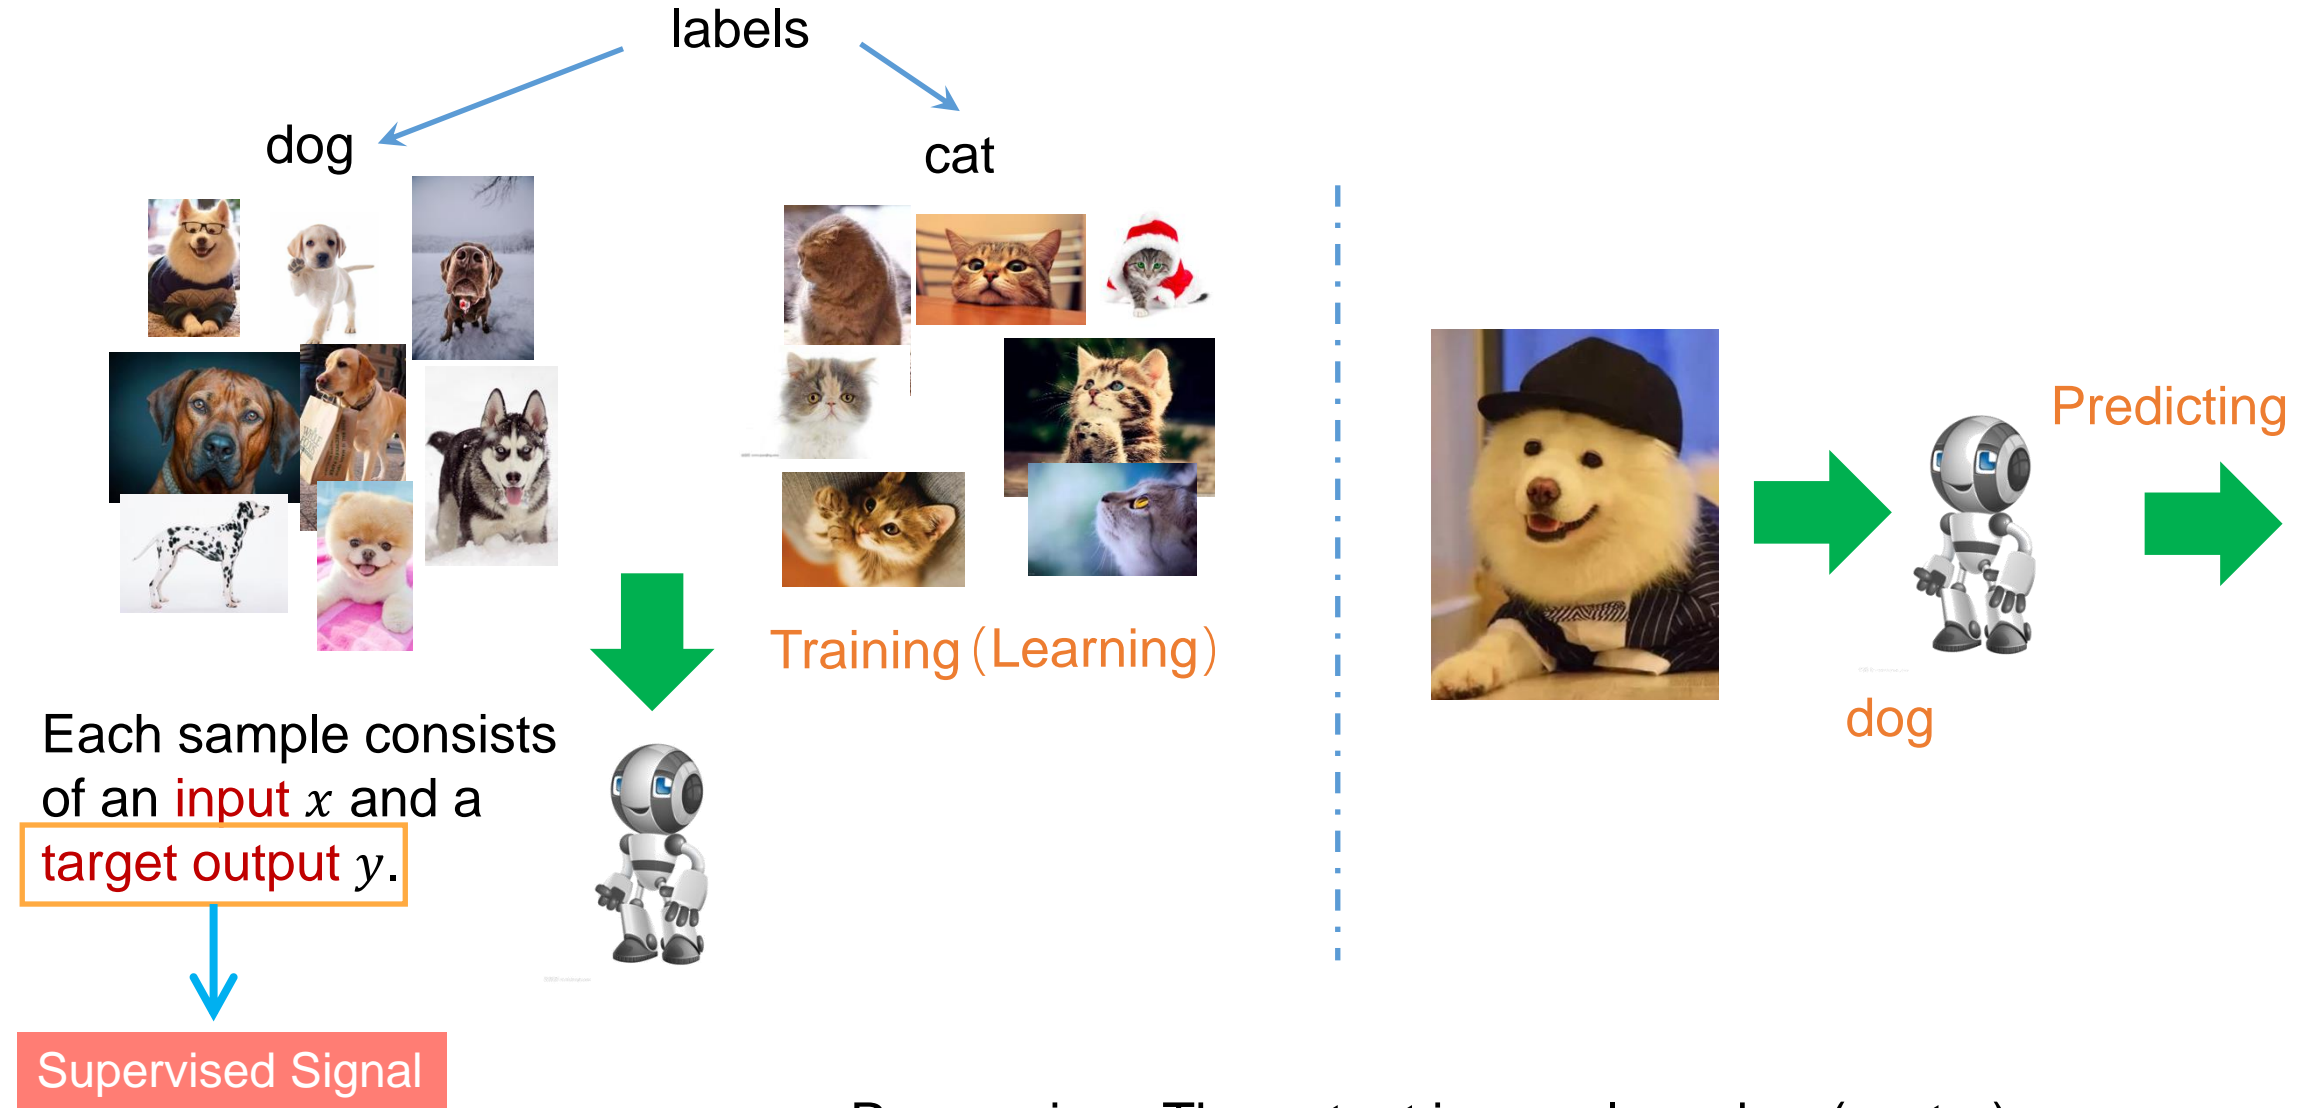 labels
dog
cat
Predicting
Training (Learning)
dog
Each sample consists
of an input x and a
target output y.
Supervised Signal